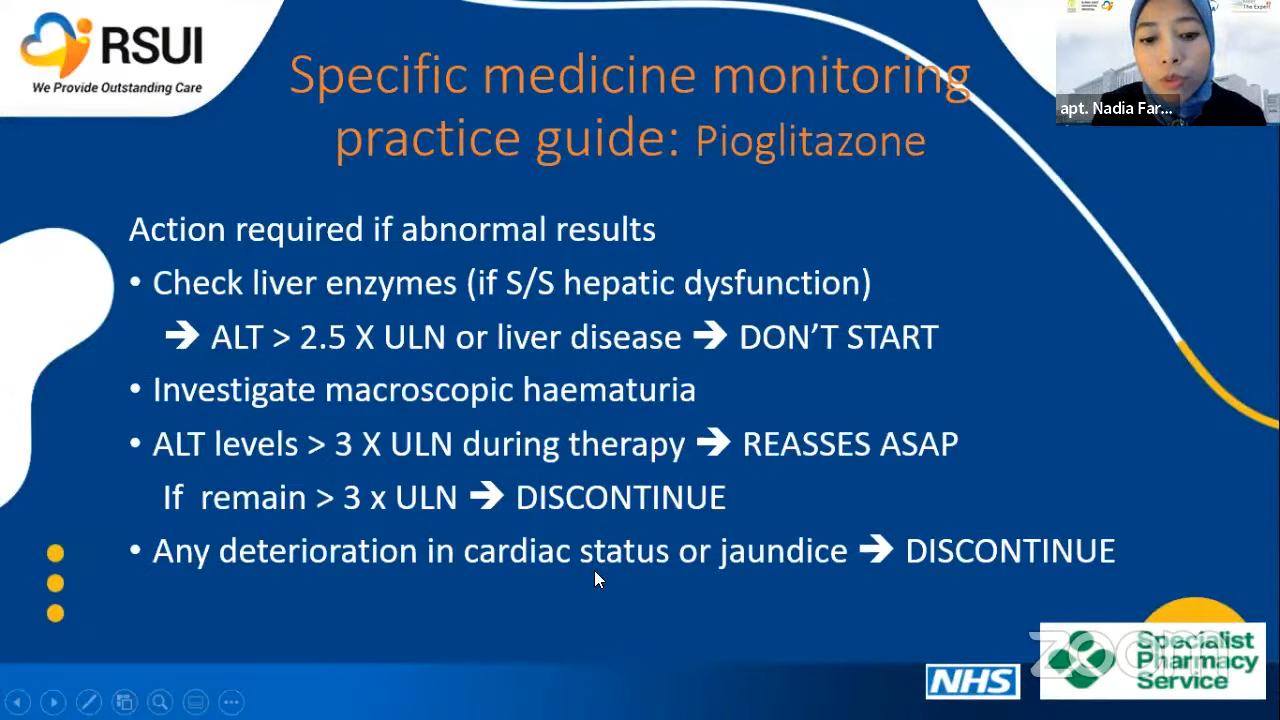 RSUI
We Provide Outstanding Care
Specific medicine monitoring
practice guide: Pioglitazone
apt. Nadia Far...
Action required if abnormal results
• Check liver enzymes (if S/S hepatic dysfunction)
➔ ALT > 2.5 X ULN or liver disease ➔ DON'T START
• Investigate macroscopic haematuria
• ALT levels > 3 X ULN during therapy ➔ REASSES ASAP
If remain > 3 x ULN ➔ DISCONTINUE
• Any deterioration in cardiac status or jaundice ➔ DISCONTINUE
NHS
Specialist
Pharmacy
Service
zoom